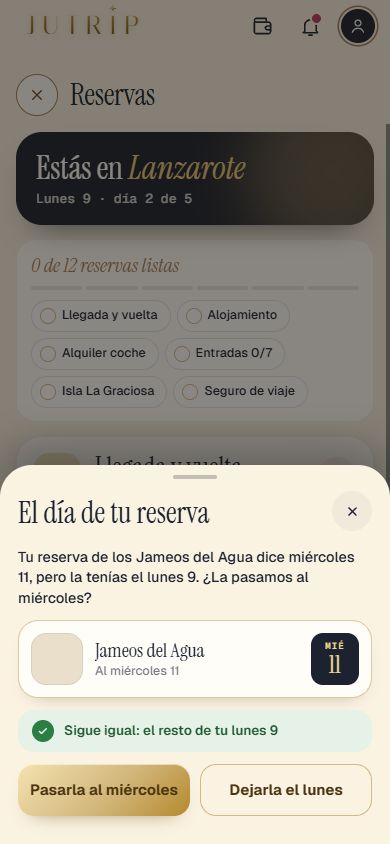 JUTRIP
Reservas
Estás en Lanzarote
Lunes 9 · día 2 de 5
0 de 12 reservas listas
Llegada y vuelta
Alojamiento
Alquiler coche
Entradas 0/7
Isla La Graciosa
Seguro de viaje
Llegada y vuelta
El día de tu reserva
Tu reserva de los Jameos del Agua dice miércoles
11, pero la tenías el lunes 9. ¿La pasamos al
miércoles?
Jameos del Agua
Al miércoles 11
MIÉ
11
Sigue igual: el resto de tu lunes 9
Pasarla al miércoles
Dejarla el lunes